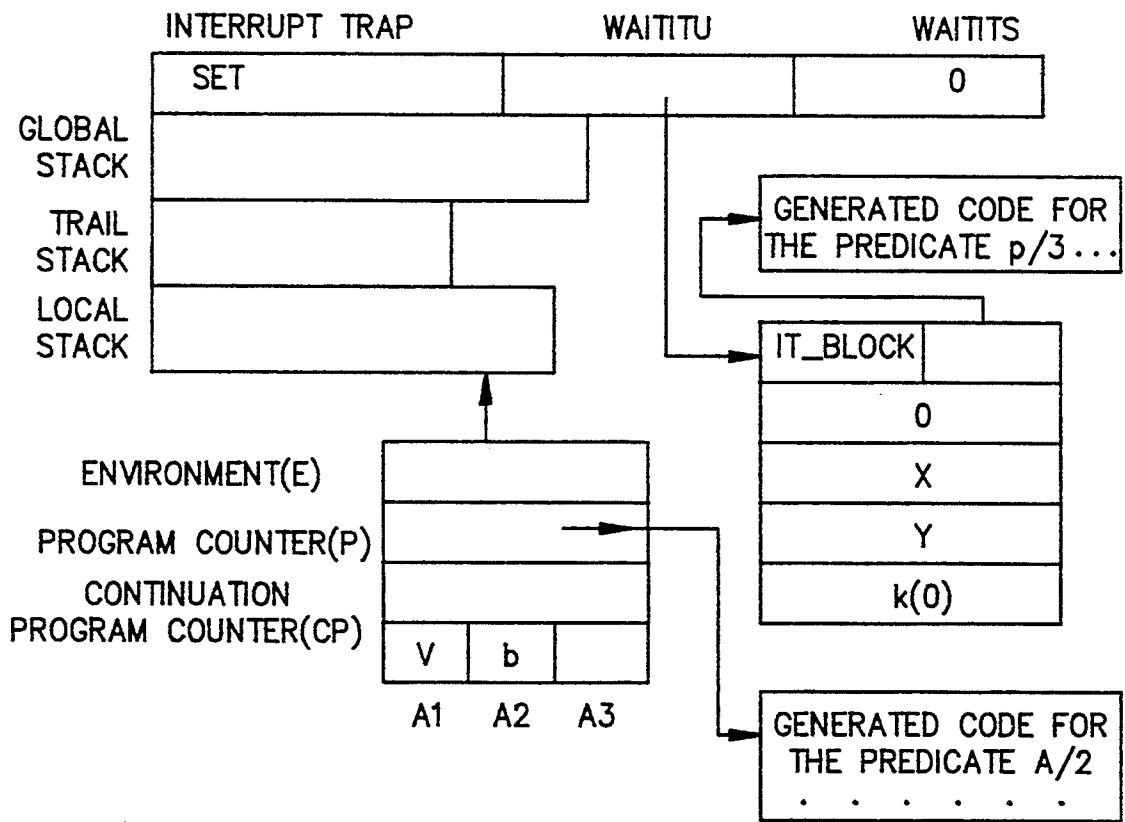 INTERRUPT TRAP
WAITITU
WAITITS
SET
0
GLOBAL
STACK
TRAIL
STACK
LOCAL
STACK
GENERATED CODE FOR
THE PREDICATE p/3 ...
IT_BLOCK
0
X
Y
k(0)
ENVIRONMENT(E)
PROGRAM COUNTER(P)
CONTINUATION
PROGRAM COUNTER(CP)
V b
A1 A2 A3
GENERATED CODE FOR
THE PREDICATE A/2
. . . . . .